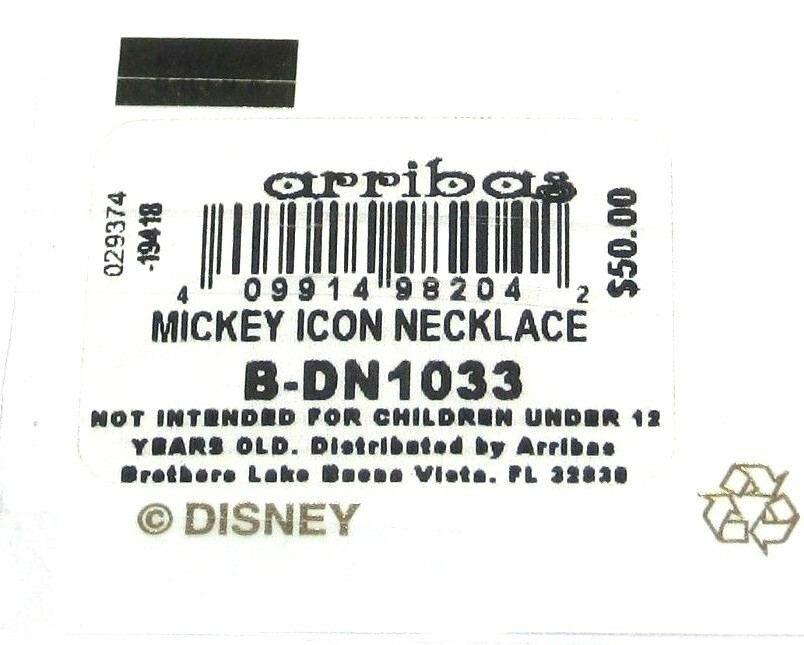 arribas
029374
-19418
$50.00
4 09914 98204 2
MICKEY ICON NECKLACE
B-DN1033
NOT INTENDED FOR CHILDREN UNDER 12
YEARS OLD. Distributed by Arribas
Brothers Lake Buena Vista. FL 32830
© DISNEY